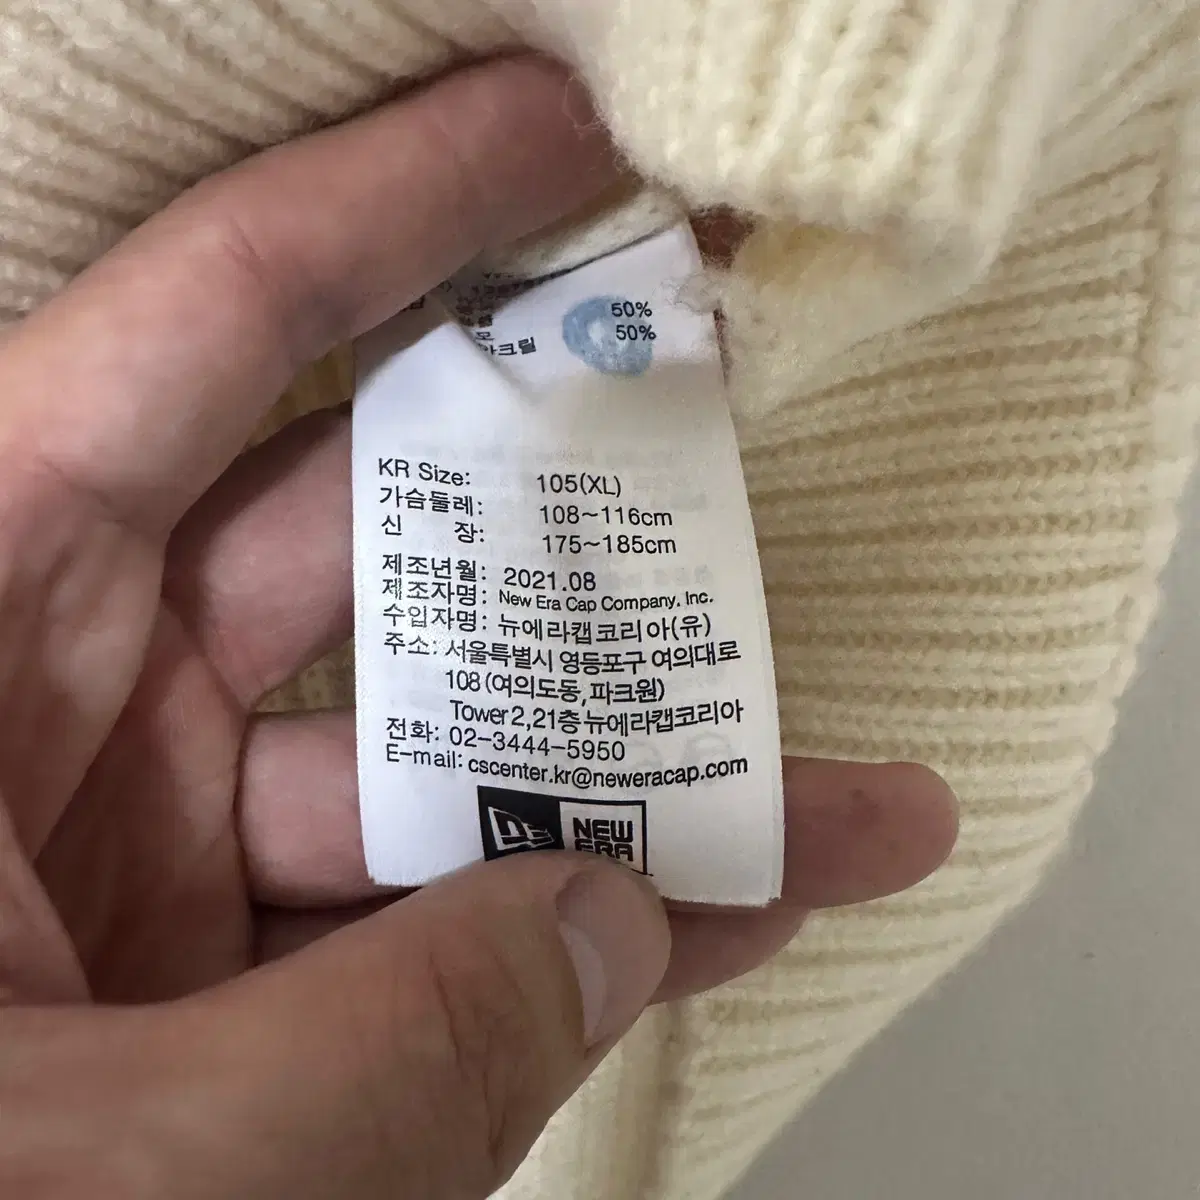 50%
모 50%
아크릴
KR Size: 105(XL)
가슴둘레: 108~116cm
신 장: 175~185cm
제조년월: 2021.08
제조자명: New Era Cap Company, Inc.
수입자명: 뉴에라캡코리아(유)
주소: 서울특별시 영등포구 여의대로
108 (여의도동, 파크원)
Tower 2, 21층 뉴에라캡코리아
전화: 02-3444-5950
E-mail: cscenter.kr@neweracap.com
NE NEW
ERA